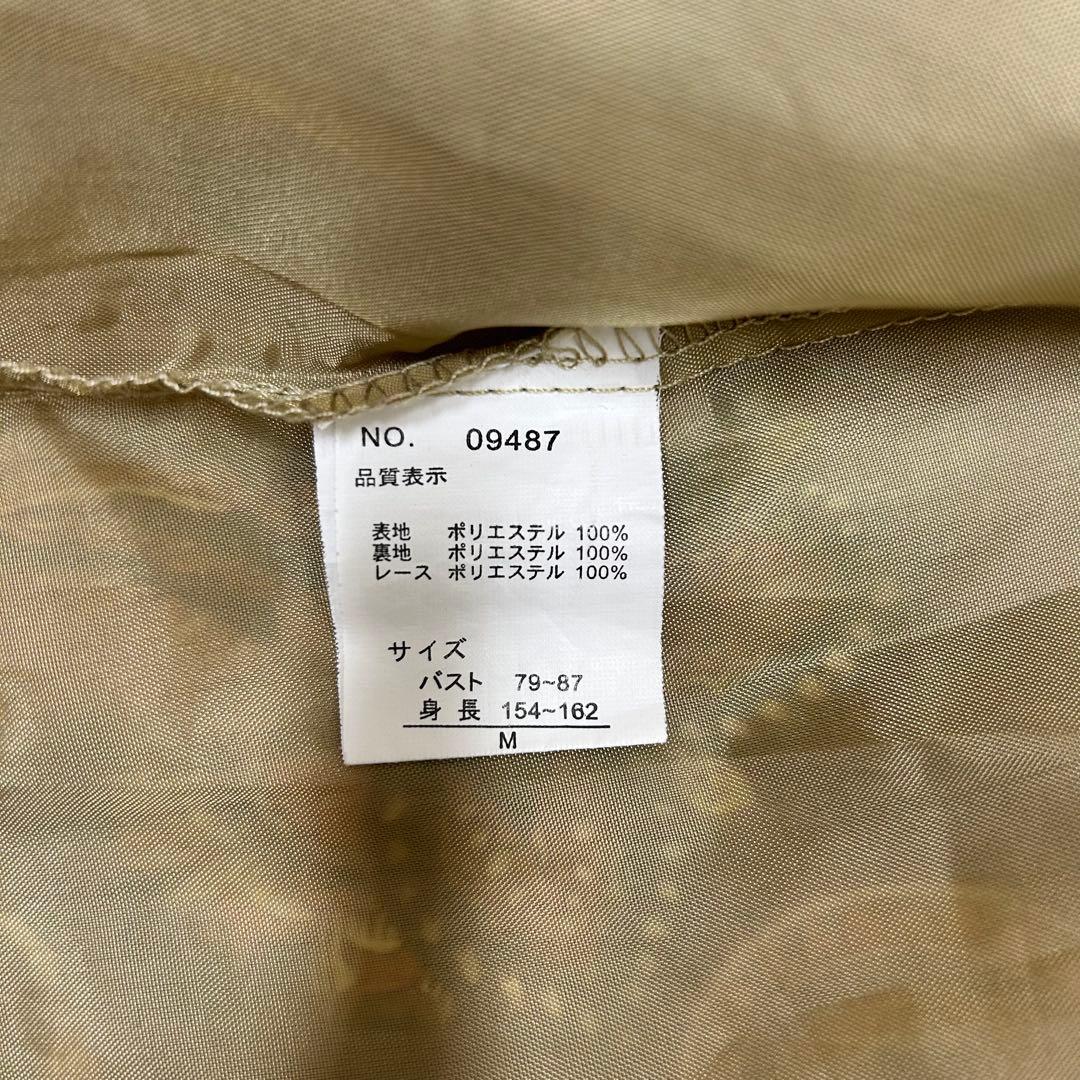 NO. 09487
品質表示
表地 ポリエステル 100%
裏地 ポリエステル 100%
レース ポリエステル 100%
サイズ
バスト 79~87
身長 154~162
M